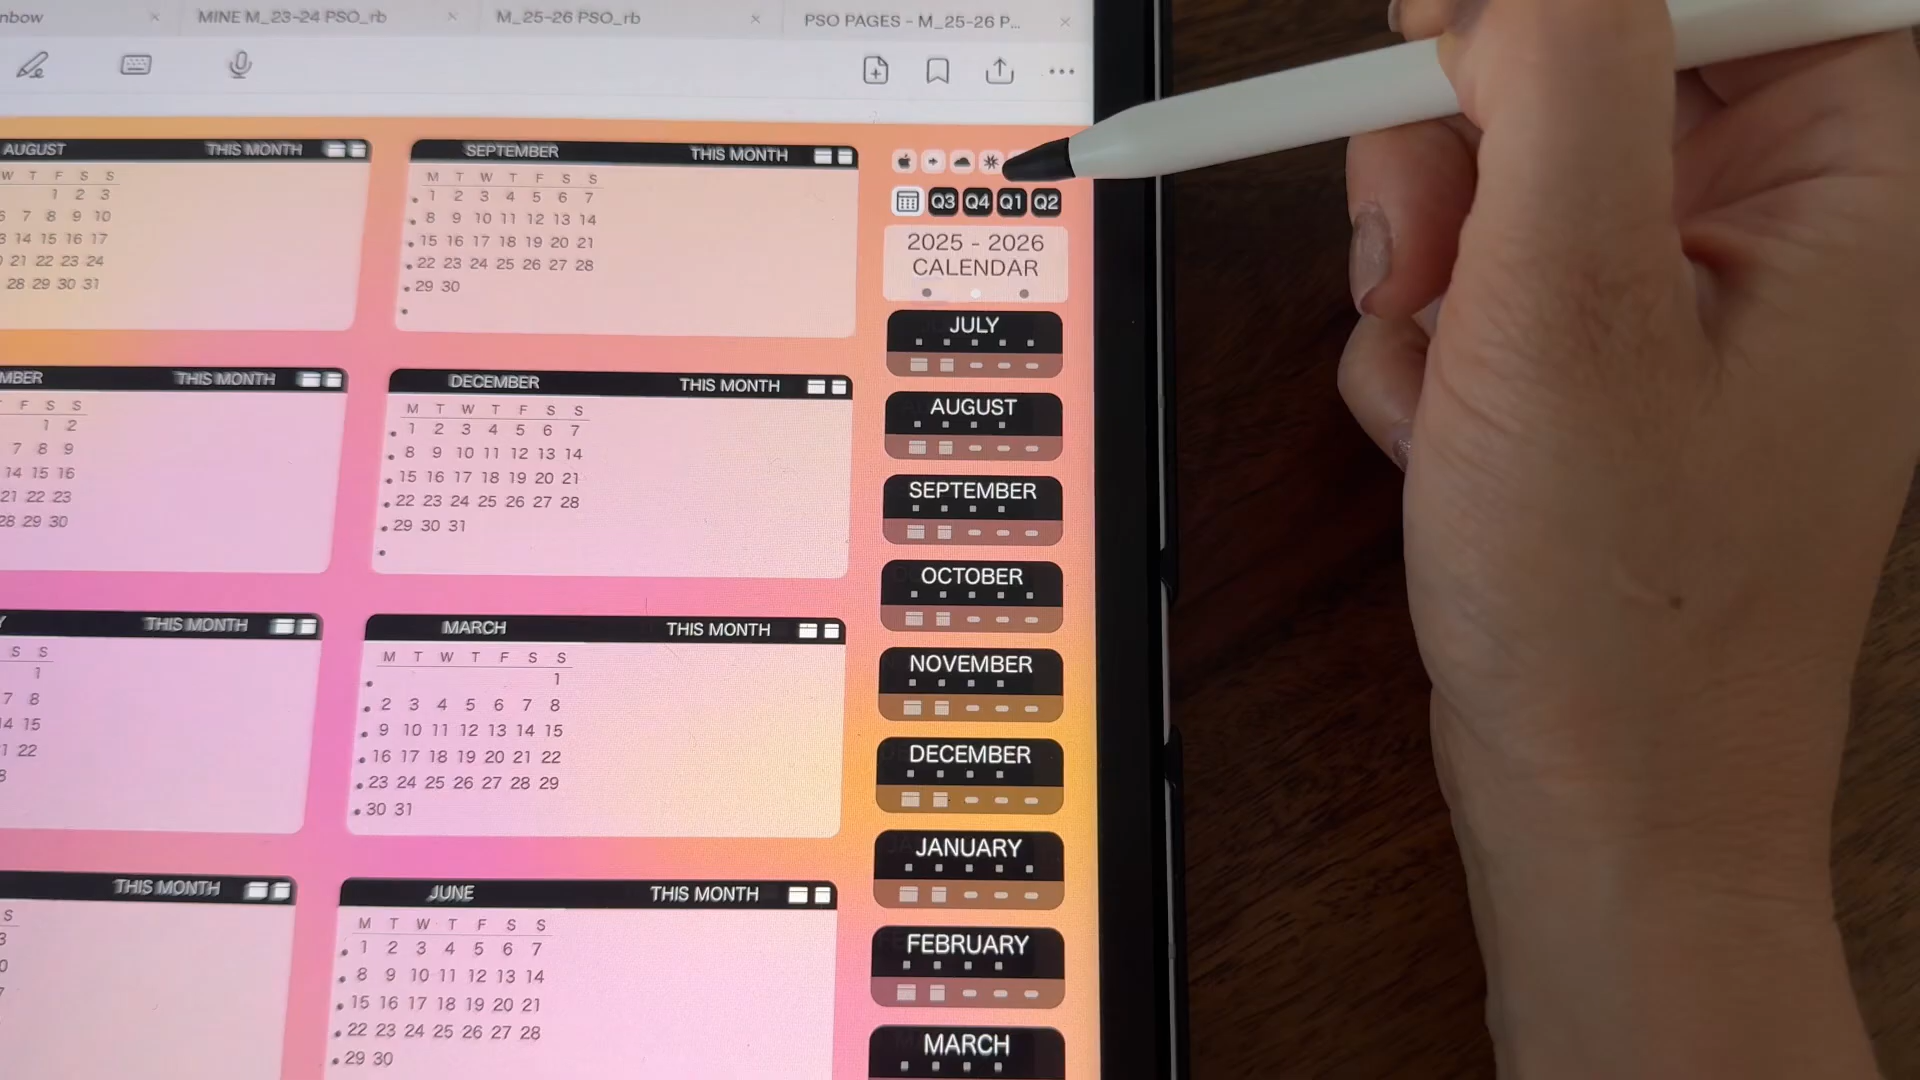 nbow
MINE M_23-24 PSO_rb
M_25-26 PSO_rb
PSO PAGES - M_25-26 P...
AUGUST THIS MONTH
W T F S S
1 2 3
6 7 8 9 10
3 14 15 16 17
21 22 23 24
28 29 30 31
SEPTEMBER THIS MONTH
M T W T F S S
1 2 3 4 5 6 7
8 9 10 11 12 13 14
15 16 17 18 19 20 21
22 23 24 25 26 27 28
29 30
MBER THIS MONTH
F S S
1 2
7 8 9
14 15 16
21 22 23
28 29 30
DECEMBER THIS MONTH
M T W T F S S
1 2 3 4 5 6 7
8 9 10 11 12 13 14
15 16 17 18 19 20 21
22 23 24 25 26 27 28
29 30 31
Y THIS MONTH
S S
1
7 8
14 15
1 22
8
MARCH THIS MONTH
M T W T F S S
1
2 3 4 5 6 7 8
9 10 11 12 13 14 15
16 17 18 19 20 21 22
23 24 25 26 27 28 29
30 31
THIS MONTH
S
3
0
7
JUNE THIS MONTH
M T W T F S S
1 2 3 4 5 6 7
8 9 10 11 12 13 14
15 16 17 18 19 20 21
22 23 24 25 26 27 28
29 30
Q3 Q4 Q1 Q2
2025 - 2026
CALENDAR
JULY
AUGUST
SEPTEMBER
OCTOBER
NOVEMBER
DECEMBER
JANUARY
FEBRUARY
MARCH